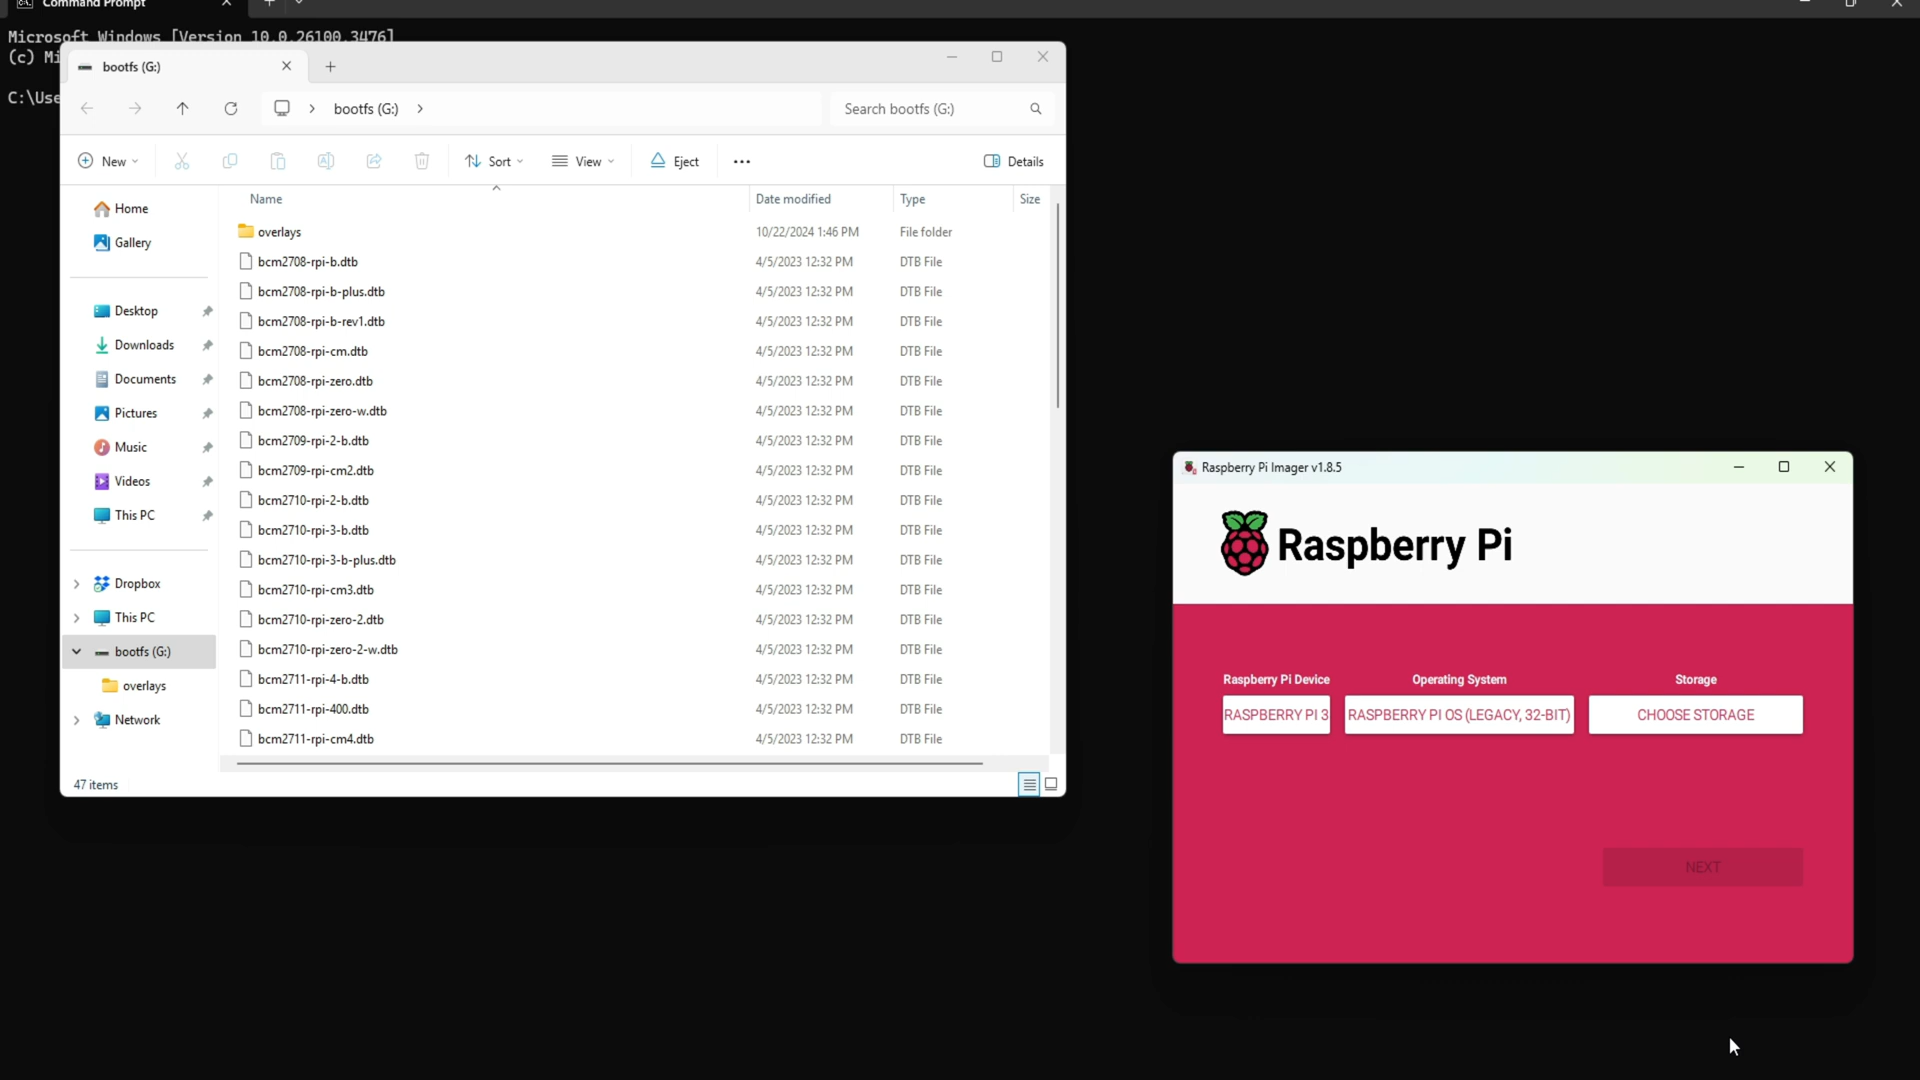 Command Prompt
Microsoft Windows [Version 10.0.26100.3476]
(c) Mi
C:\Use
bootfs (G:)
bootfs (G:)
Search bootfs (G:)
New
Sort
View
Eject
Details
Name
Date modified
Type
Size
Home
Gallery
Desktop
Downloads
Documents
Pictures
Music
Videos
This PC
Dropbox
This PC
bootfs (G:)
overlays
Network
overlays 10/22/2024 1:46 PM File folder
bcm2708-rpi-b.dtb 4/5/2023 12:32 PM DTB File
bcm2708-rpi-b-plus.dtb 4/5/2023 12:32 PM DTB File
bcm2708-rpi-b-rev1.dtb 4/5/2023 12:32 PM DTB File
bcm2708-rpi-cm.dtb 4/5/2023 12:32 PM DTB File
bcm2708-rpi-zero.dtb 4/5/2023 12:32 PM DTB File
bcm2708-rpi-zero-w.dtb 4/5/2023 12:32 PM DTB File
bcm2709-rpi-2-b.dtb 4/5/2023 12:32 PM DTB File
bcm2709-rpi-cm2.dtb 4/5/2023 12:32 PM DTB File
bcm2710-rpi-2-b.dtb 4/5/2023 12:32 PM DTB File
bcm2710-rpi-3-b.dtb 4/5/2023 12:32 PM DTB File
bcm2710-rpi-3-b-plus.dtb 4/5/2023 12:32 PM DTB File
bcm2710-rpi-cm3.dtb 4/5/2023 12:32 PM DTB File
bcm2710-rpi-zero-2.dtb 4/5/2023 12:32 PM DTB File
bcm2710-rpi-zero-2-w.dtb 4/5/2023 12:32 PM DTB File
bcm2711-rpi-4-b.dtb 4/5/2023 12:32 PM DTB File
bcm2711-rpi-400.dtb 4/5/2023 12:32 PM DTB File
bcm2711-rpi-cm4.dtb 4/5/2023 12:32 PM DTB File
47 items
Raspberry Pi Imager v1.8.5
Raspberry Pi
Raspberry Pi Device
Operating System
Storage
RASPBERRY PI 3
RASPBERRY PI OS (LEGACY, 32-BIT)
CHOOSE STORAGE
NEXT